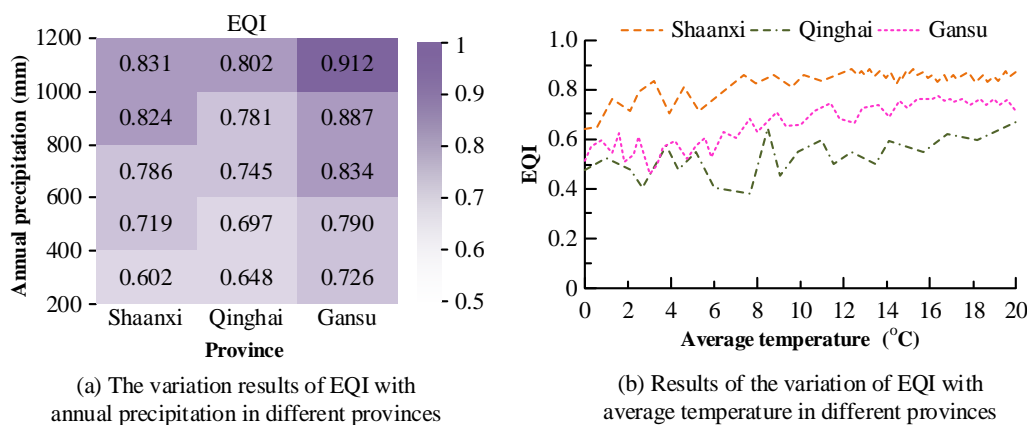 EQI
Annual precipitation (mm)
1200
1000
800
600
400
200
0.831 0.802 0.912
0.824 0.781 0.887
0.786 0.745 0.834
0.719 0.697 0.790
0.602 0.648 0.726
Shaanxi Qinghai Gansu
Province
1
0.9
0.8
0.7
0.6
0.5
(a) The variation results of EQI with
annual precipitation in different provinces
Shaanxi Qinghai Gansu
EQI
1.0
0.8
0.6
0.4
0.2
0
0 2 4 6 8 10 12 14 16 18 20
Average temperature (°C)
(b) Results of the variation of EQI with
average temperature in different provinces